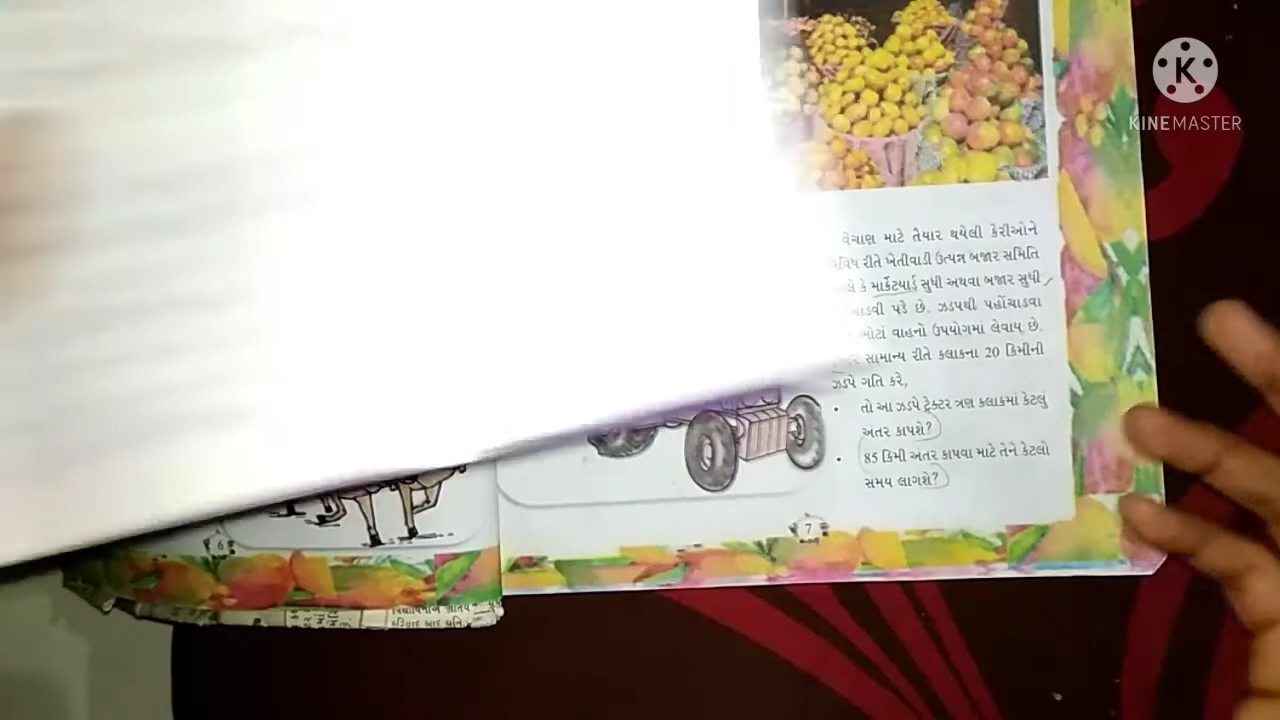 KINEMASTER
વેચાણ માટે તૈયાર થયેલી કેરીઓને
રીતે ખેતીવાડી ઉત્પન્ન બજાર સમિતિ
કે માર્કેટયાર્ડ સુધી અથવા બજાર સુધી
પડે છે. ઝડપથી પહોંચાડવા
મોટાં વાહનો ઉપયોગમાં લેવાય છે.
સામાન્ય રીતે કલાકના 20 કિમીની
ઝડપે ગતિ કરે,
• તો આ ઝડપે ટ્રેક્ટર ત્રણ કલાકમાં કેટલું
અંતર કાપશે?
• 85 કિમી અંતર કાપવા માટે તેને કેટલો
સમય લાગશે?
6
7